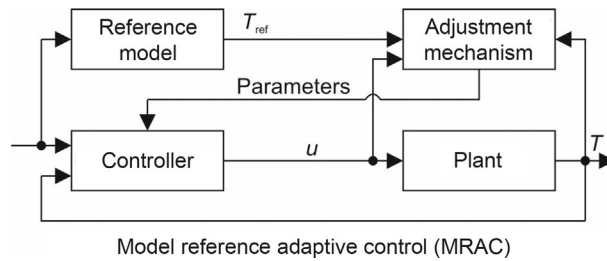 Reference
model
T_ref
Adjustment
mechanism
Parameters
Controller
u
Plant
T
Model reference adaptive control (MRAC)